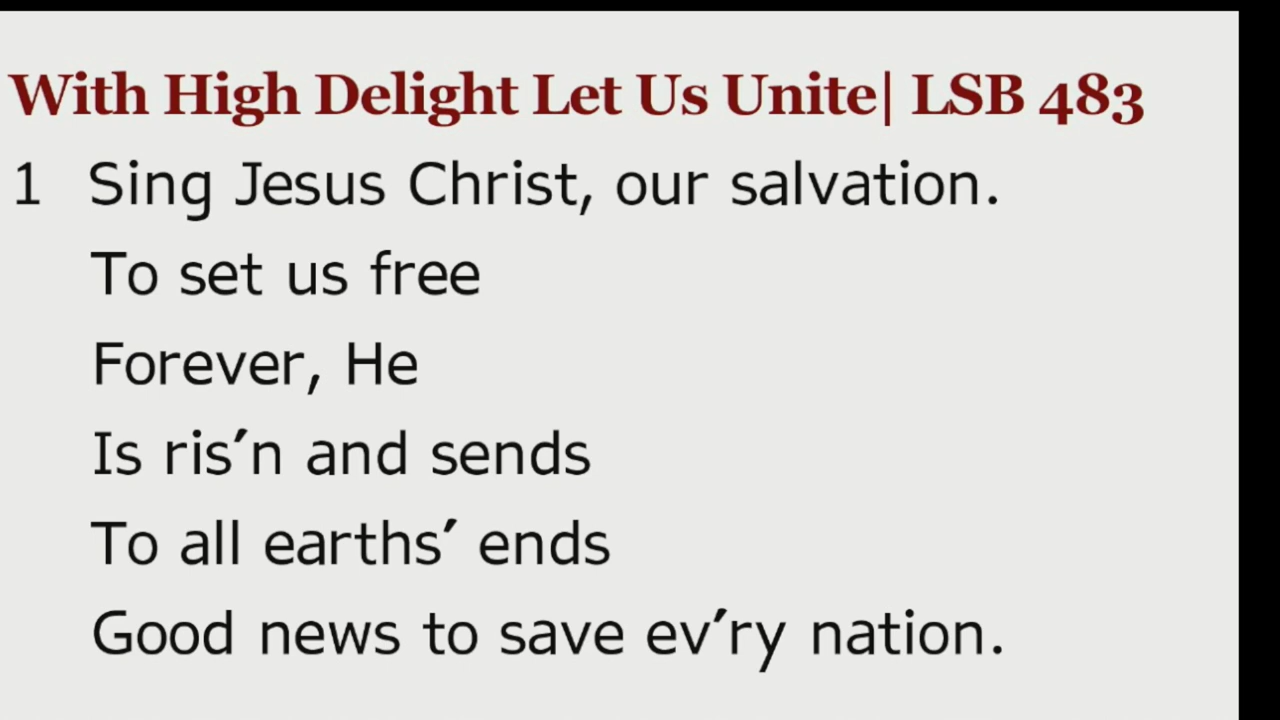 With High Delight Let Us Unite| LSB 483
1 Sing Jesus Christ, our salvation.
To set us free
Forever, He
Is ris’n and sends
To all earths’ ends
Good news to save ev’ry nation.